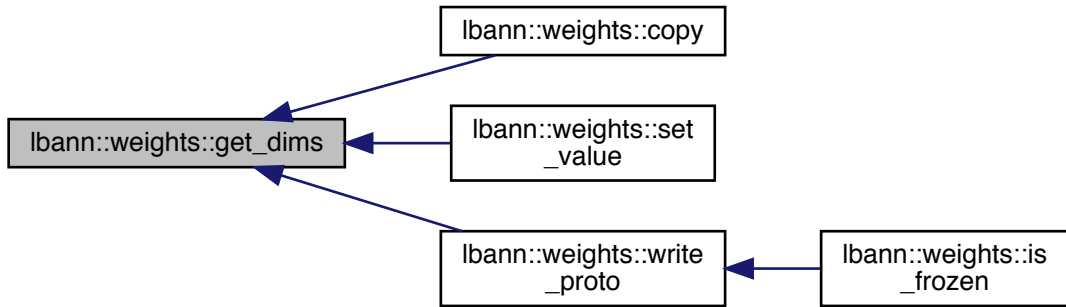 lbann::weights::copy
lbann::weights::get_dims
lbann::weights::set
_value
lbann::weights::write
_proto
lbann::weights::is
_frozen